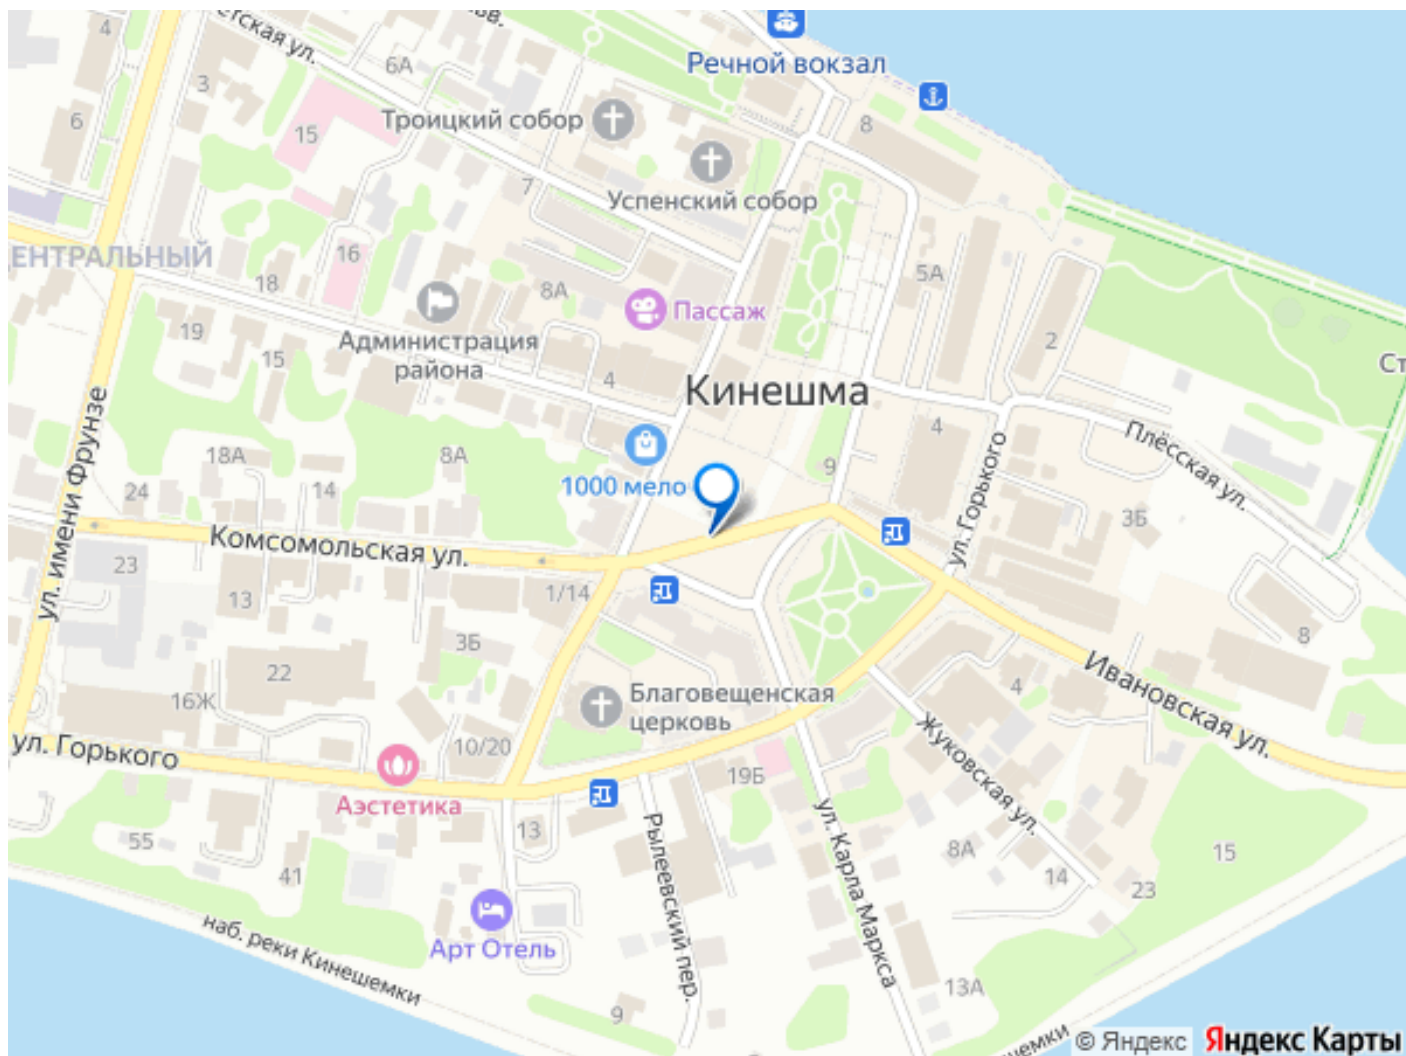 4
Речной вокзал
6А
3
8
Троицкий собор
6
15
Успенский собор
7
ЕНТРАЛЬНЫЙ
16
18
5А
8А
Пассаж
19
Администрация
района
15
2
4
Кинешма
Ст
4
Плёсская ул.
ул. имени Фрунзе
18А
8А
9
ул. Горького
24
14
1000 мело
3Б
Комсомольская ул.
23
13
1/14
8
3Б
22
16Ж
Благовещенская
церковь
4
Ивановская ул.
ул. Горького
10/20
Жуковская ул.
19Б
Аэстетика
13
55
41
Рылеевский пер.
ул. Карла Маркса
8А
14
15
23
наб. реки Кинешемки
Арт Отель
13А
9
© Яндекс Яндекс Карты